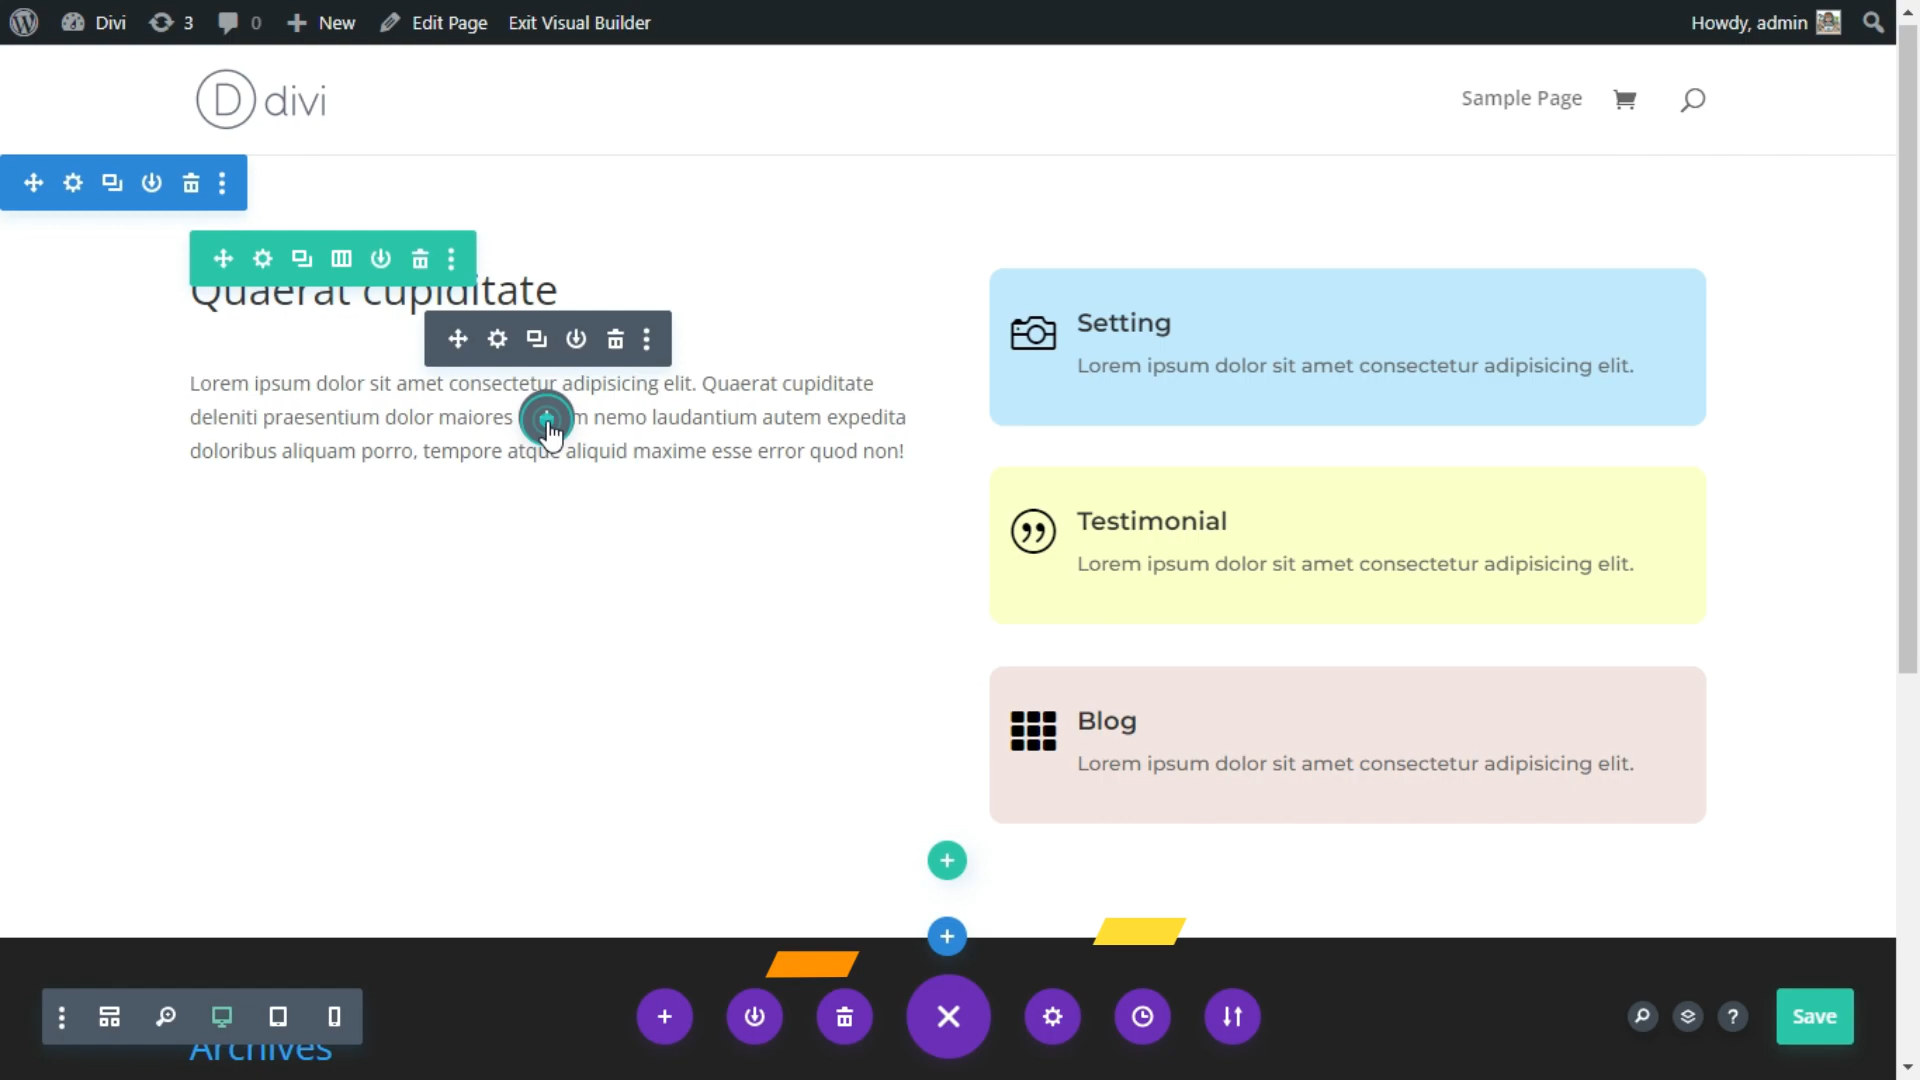 Divi
3
0
New
Edit Page
Exit Visual Builder
Howdy, admin
D divi
Sample Page
Quaerat cupiditate
Lorem ipsum dolor sit amet consectetur adipisicing elit. Quaerat cupiditate
deleniti praesentium dolor maiores nemo laudantium autem expedita
doloribus aliquam porro, tempore atque aliquid maxime esse error quod non!
Setting
Lorem ipsum dolor sit amet consectetur adipisicing elit.
Testimonial
Lorem ipsum dolor sit amet consectetur adipisicing elit.
Blog
Lorem ipsum dolor sit amet consectetur adipisicing elit.
Archives
Save